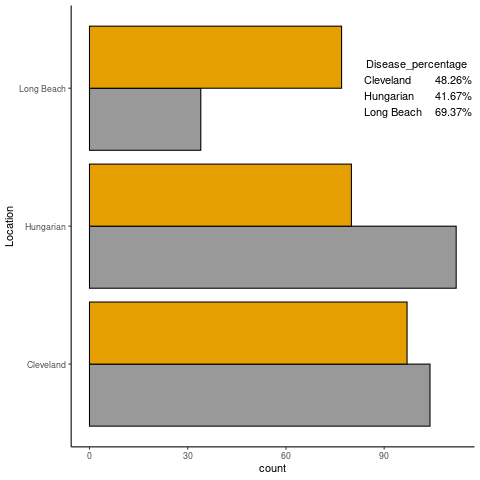 Disease_percentage
Cleveland 48.26%
Hungarian 41.67%
Long Beach 69.37%
Long Beach
Hungarian
Cleveland
Location
0 30 60 90
count